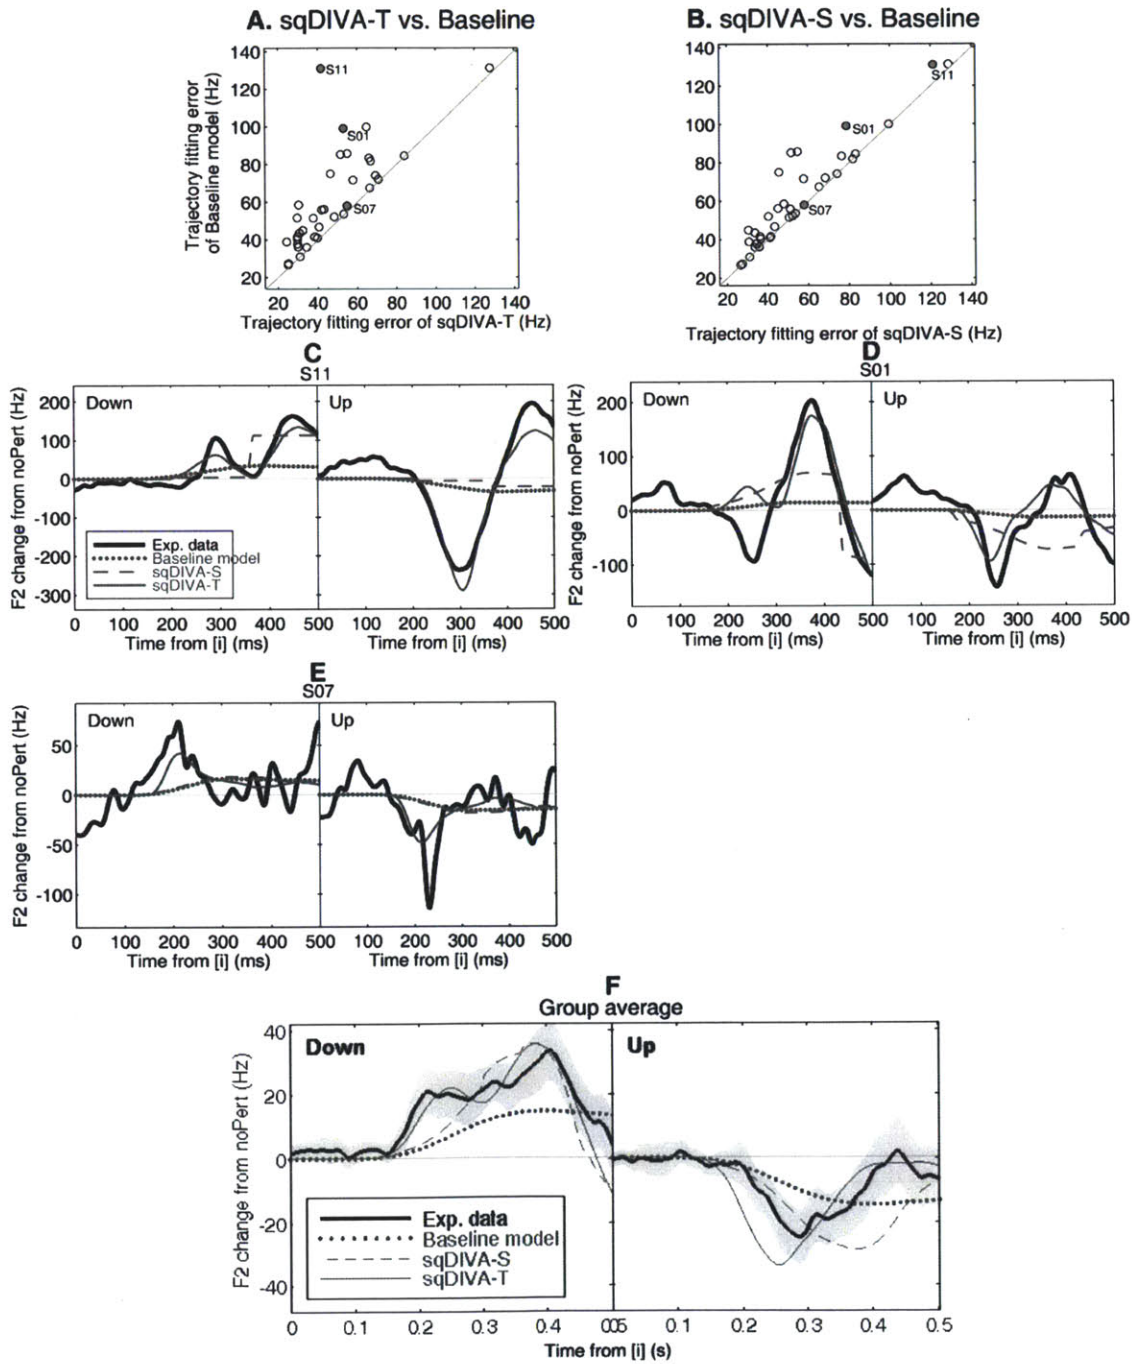 A. sqDIVA-T vs. Baseline
Trajectory fitting error
of Baseline model (Hz)
140
120
100
80
60
40
20
S11
S01
S07
20 40 60 80 100 120 140
Trajectory fitting error of sqDIVA-T (Hz)
B. sqDIVA-S vs. Baseline
140
120
100
80
60
40
20
S11
S01
S07
20 40 60 80 100 120 140
Trajectory fitting error of sqDIVA-S (Hz)
C
S11
F2 change from noPert (Hz)
200
100
0
-100
-200
-300
Down
Up
Exp. data
Baseline model
sqDIVA-S
sqDIVA-T
0 100 200 300 400 500 100 200 300 400 500
Time from [i] (ms)
Time from [i] (ms)
D
S01
F2 change from noPert (Hz)
200
100
0
-100
Down
Up
0 100 200 300 400 500 100 200 300 400 500
Time from [i] (ms)
Time from [i] (ms)
E
S07
F2 change from noPert (Hz)
50
0
-50
-100
Down
Up
0 100 200 300 400 500 100 200 300 400 500
Time from [i] (ms)
Time from [i] (ms)
F
Group average
F2 change from noPert (Hz)
40
20
0
-20
-40
Down
Up
Exp. data
Baseline model
sqDIVA-S
sqDIVA-T
0 0.1 0.2 0.3 0.4 0.5 0.1 0.2 0.3 0.4 0.5
Time from [i] (s)